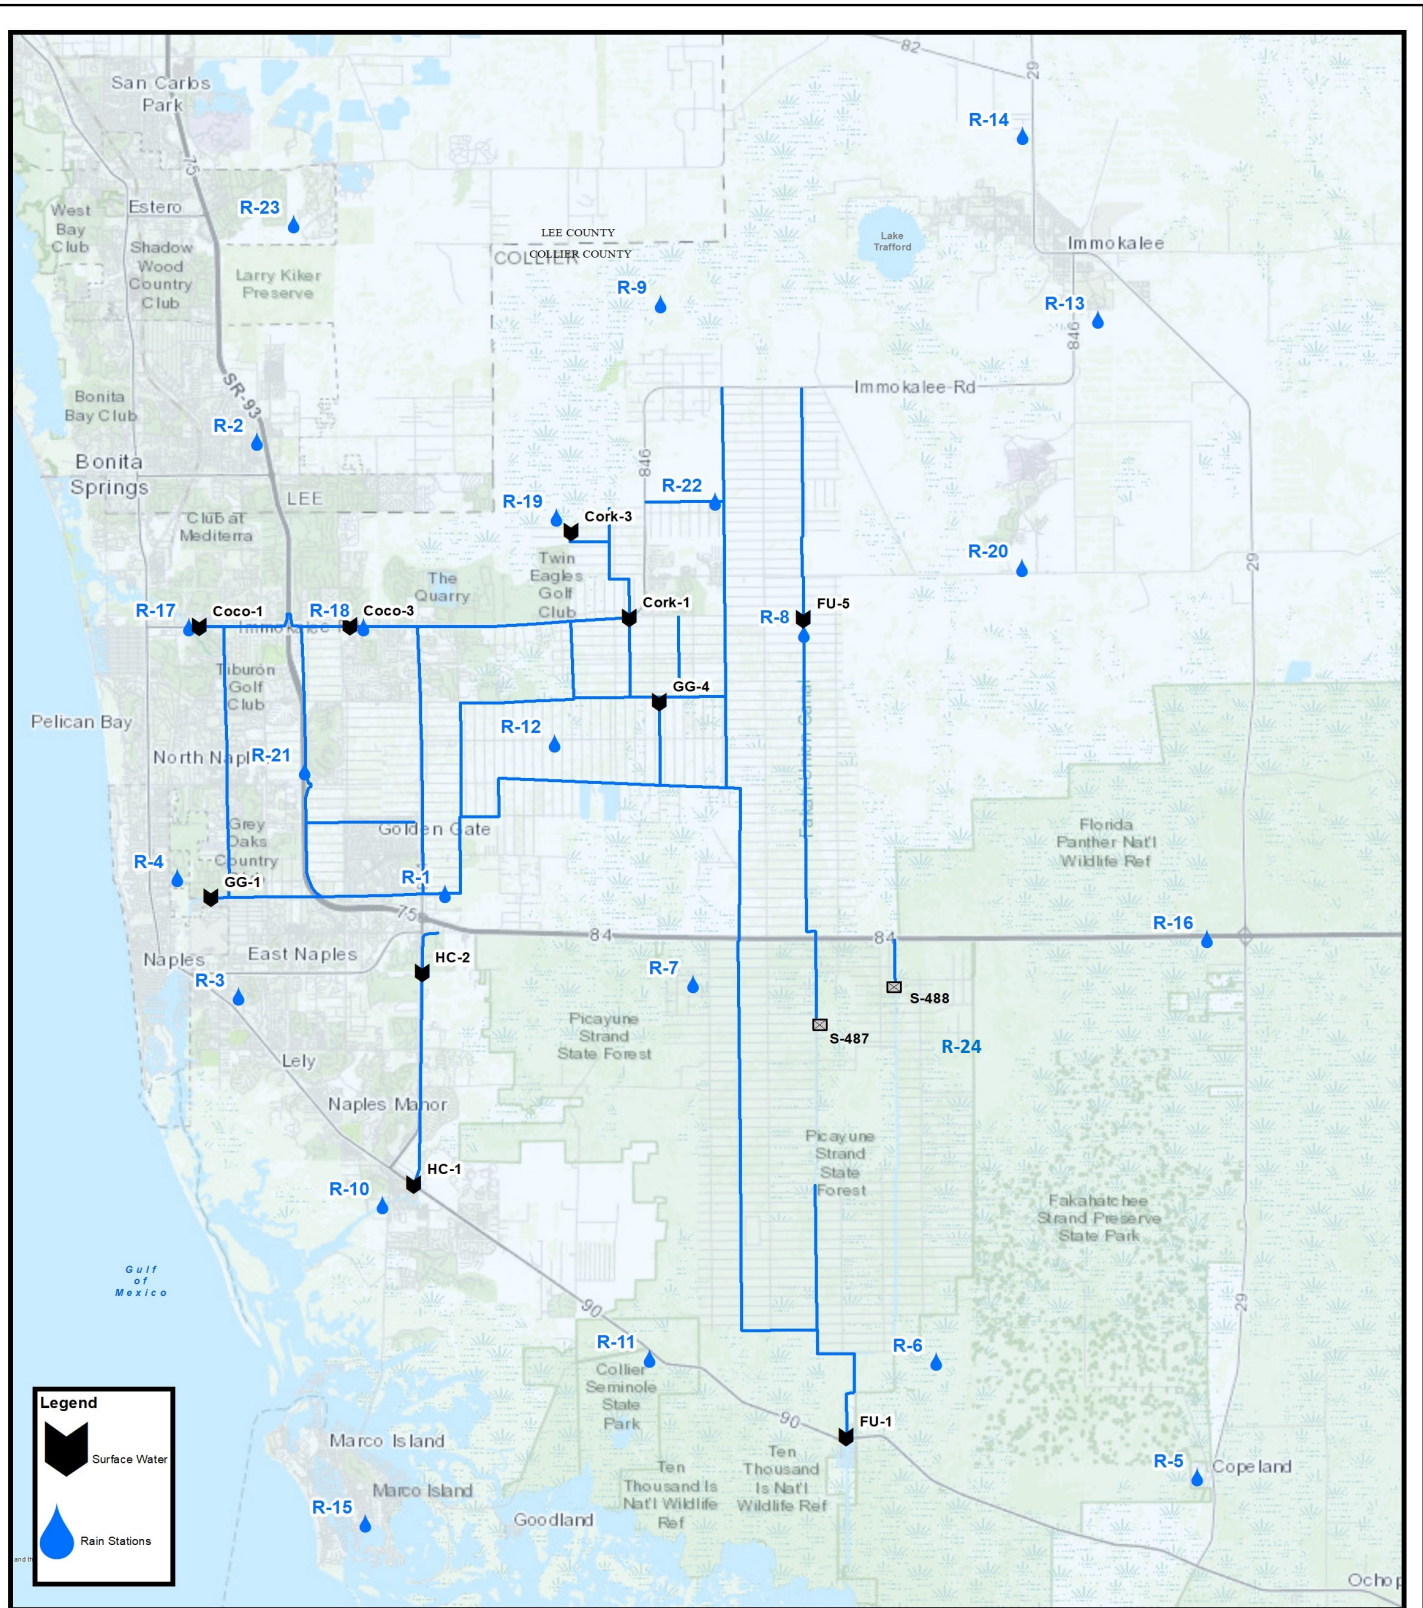 82
29
San Carlos
Park
R-14
75
West
Bay
Club
Estero
R-23
Shadow
Wood
Country
Club
LEE COUNTY
COLLIER
COLLIER COUNTY
Lake
Trafford
Immokalee
Larry Kiker
Preserve
R-9
R-13
846
SR-93
Immokalee Rd
Bonita
Bay Club
R-2
Bonita
Springs
846
LEE
R-22
R-19
Cork-3
Club at
Mediterra
Twin
Eagles
Golf
Club
The
Quarry
R-20
29
R-17
Coco-1
R-18
Coco-3
Cork-1
R-8
FU-5
Tiburón
Golf
Club
GG-4
Pelican Bay
R-12
North
R-21
Grey
Oaks
Country
Club
Golden Gate
Florida
Panther Nat'l
Wildlife Ref
R-4
GG-1
R-1
75
84
84
R-16
Naples
East Naples
HC-2
R-3
R-7
S-488
Picayune
Strand
State Forest
S-487
R-24
Lely
Naples Manor
Picayune
Strand
State
Forest
HC-1
R-10
Fakahatchee
Strand Preserve
State Park
Gulf
of
Mexico
90
29
R-11
R-6
Collier
Seminole
State
Park
90
FU-1
Legend
Surface Water
Rain Stations
Marco Island
Marco Island
R-15
Goodland
Ten
Thousand Is
Nat'l Wildlife
Ref
Ten
Thousand
Is Nat'l
Wildlife Ref
R-5
Copeland
and th
Ochop